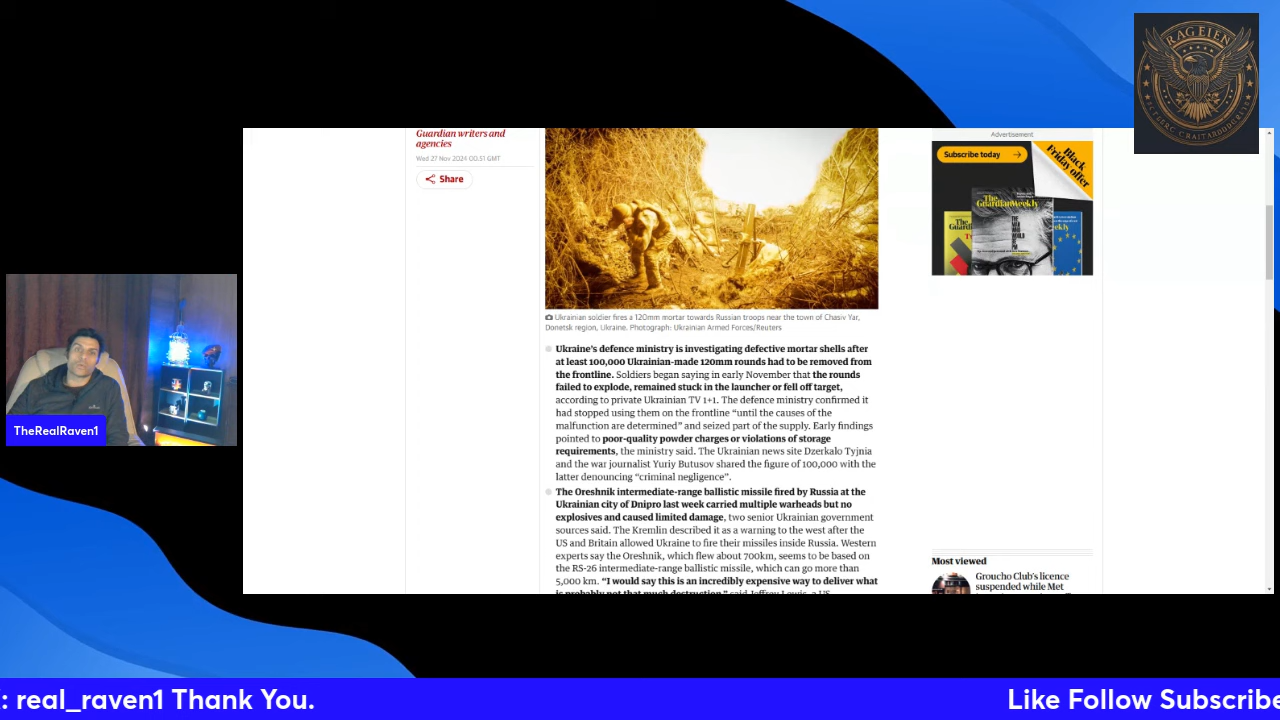 RAGEIEN
Guardian writers and
agencies
Wed 27 Nov 2024 00.51 GMT
Share
Advertisement
Subscribe today
Black
Friday offer
The
GuardianWeekly
Ukrainian soldier fires a 120mm mortar towards Russian troops near the town of Chasiv Yar,
Donetsk region, Ukraine. Photograph: Ukrainian Armed Forces/Reuters
Ukraine's defence ministry is investigating defective mortar shells after
at least 100,000 Ukrainian-made 120mm rounds had to be removed from
the frontline. Soldiers began saying in early November that the rounds
failed to explode, remained stuck in the launcher or fell off target,
according to private Ukrainian TV 1+1. The defence ministry confirmed it
had stopped using them on the frontline “until the causes of the
malfunction are determined” and seized part of the supply. Early findings
pointed to poor-quality powder charges or violations of storage
requirements, the ministry said. The Ukrainian news site Dzerkalo Tyjnia
and the war journalist Yuriy Butusov shared the figure of 100,000 with the
latter denouncing “criminal negligence”.
The Oreshnik intermediate-range ballistic missile fired by Russia at the
Ukrainian city of Dnipro last week carried multiple warheads but no
explosives and caused limited damage, two senior Ukrainian government
sources said. The Kremlin described it as a warning to the west after the
US and Britain allowed Ukraine to fire their missiles inside Russia. Western
experts say the Oreshnik, which flew about 700km, seems to be based on
the RS-26 intermediate-range ballistic missile, which can go more than
5,000 km. “I would say this is an incredibly expensive way to deliver what
is probably not that much destruction,” said Jeffrey Lewis, a US
Most viewed
Groucho Club's licence
suspended while Met
TheRealRaven1
: real_raven1 Thank You.
Like Follow Subscribe